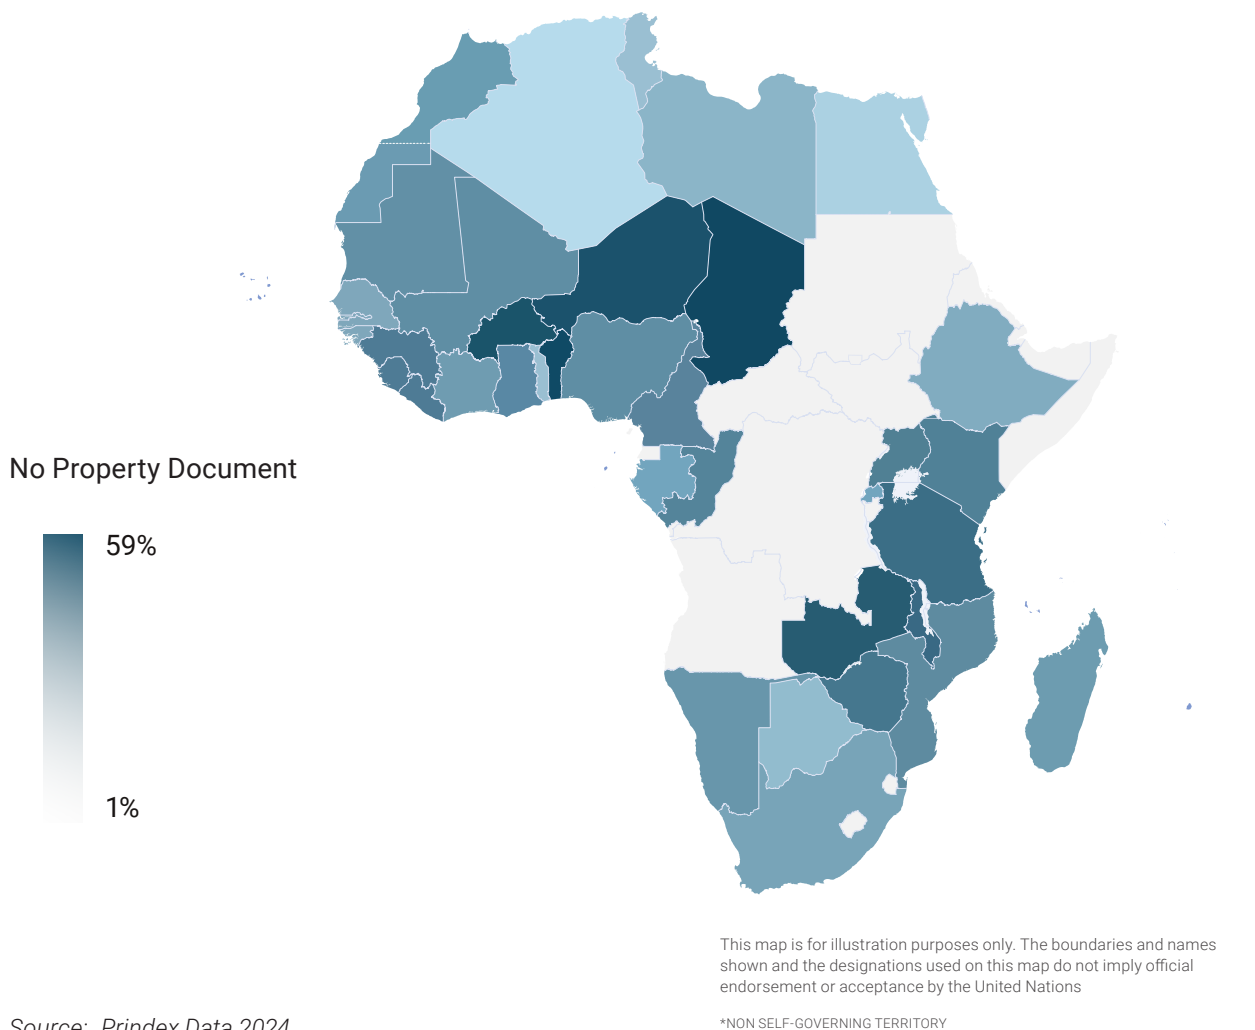 No Property Document
59%
1%
This map is for illustration purposes only. The boundaries and names
shown and the designations used on this map do not imply official
endorsement or acceptance by the United Nations
*NON SELF-GOVERNING TERRITORY
Source: Prindex Data 2024